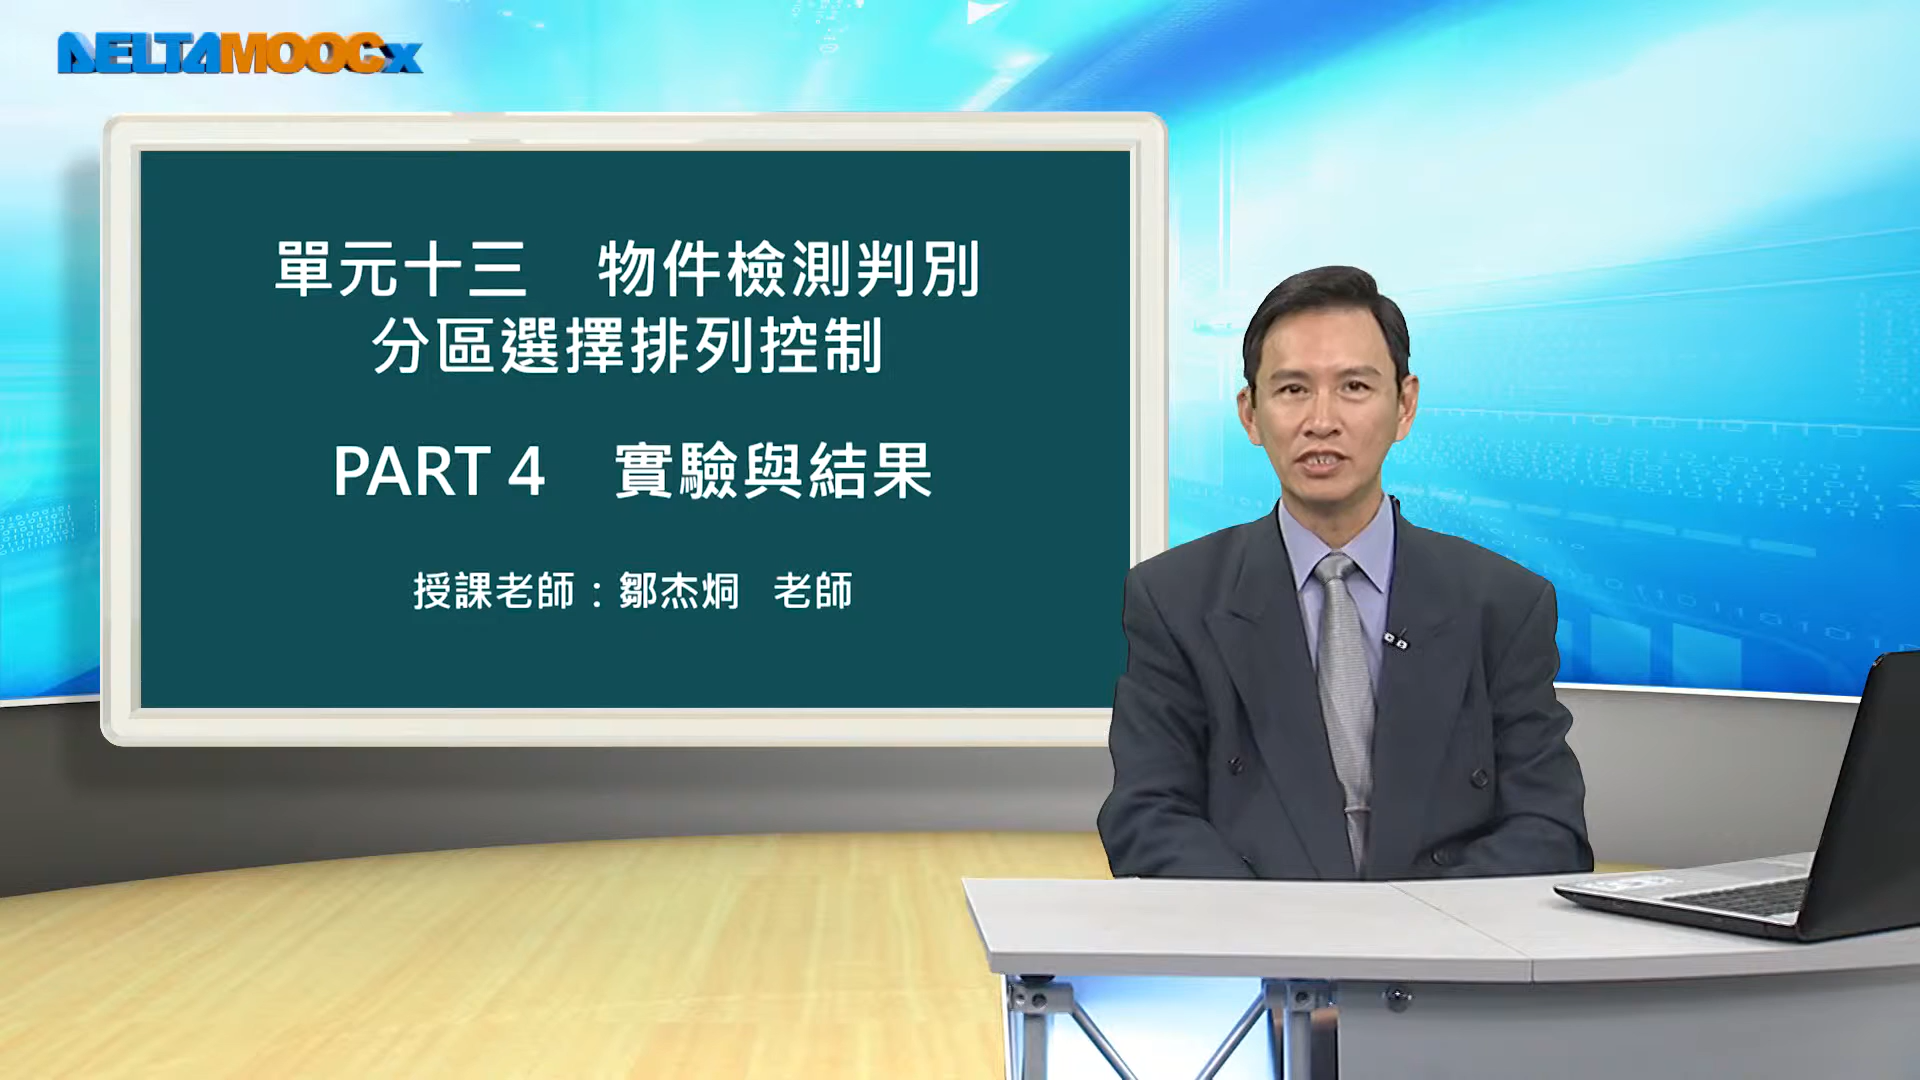 DELTAMOOCx
單元十三 物件檢測判別
分區選擇排列控制
PART 4 實驗與結果
授課老師：鄒杰烔 老師